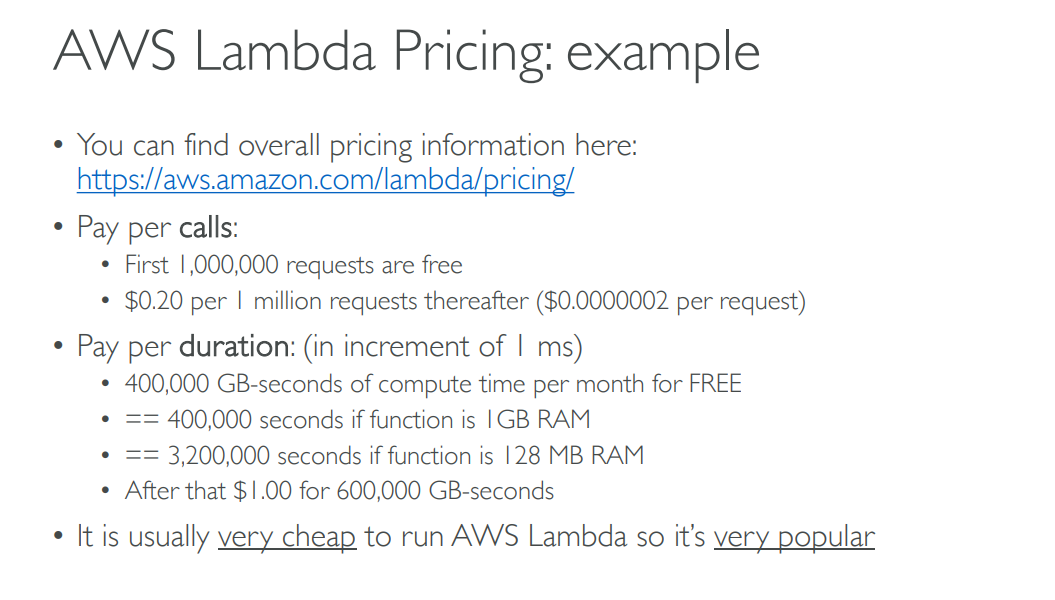 AWS Lambda Pricing: example
• You can find overall pricing information here:
https://aws.amazon.com/lambda/pricing/
• Pay per calls:
• First 1,000,000 requests are free
• $0.20 per 1 million requests thereafter ($0.0000002 per request)
• Pay per duration: (in increment of 1 ms)
• 400,000 GB-seconds of compute time per month for FREE
• == 400,000 seconds if function is 1GB RAM
• == 3,200,000 seconds if function is 128 MB RAM
• After that $1.00 for 600,000 GB-seconds
• It is usually very cheap to run AWS Lambda so it's very popular